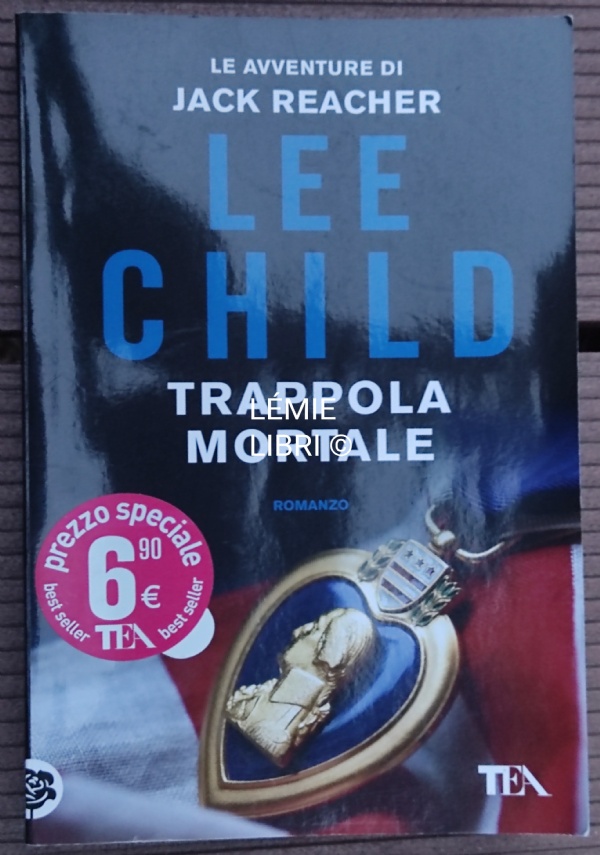 LE AVVENTURE DI
JACK REACHER
LEE
CHILD
TRAPPOLA
MORTALE
LÉMIE
LIBRI ©
ROMANZO
prezzo speciale
6 90
€
best seller
TEA
best seller
TEA